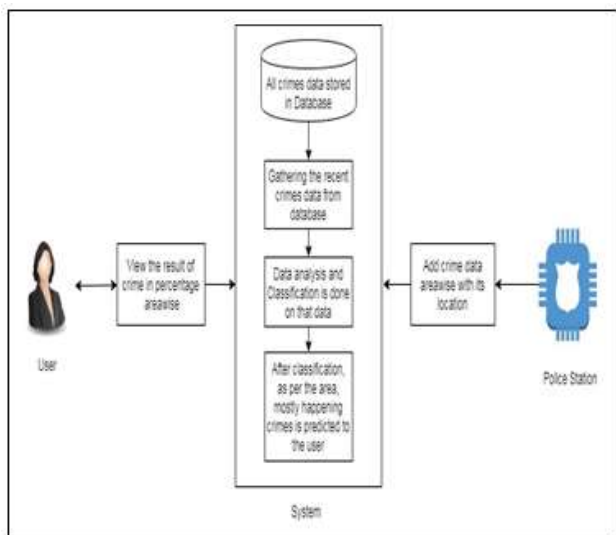 All crimes data stored
in Database
Gathering the recent
crimes data from
database
Data analysis and
Classification is done
on that data
After classification,
as per the area,
mostly happening
crimes is predicted to
the user
System
View the result of
crime in percentage
areawise
User
Add crime data
areawise with its
location
Police Station